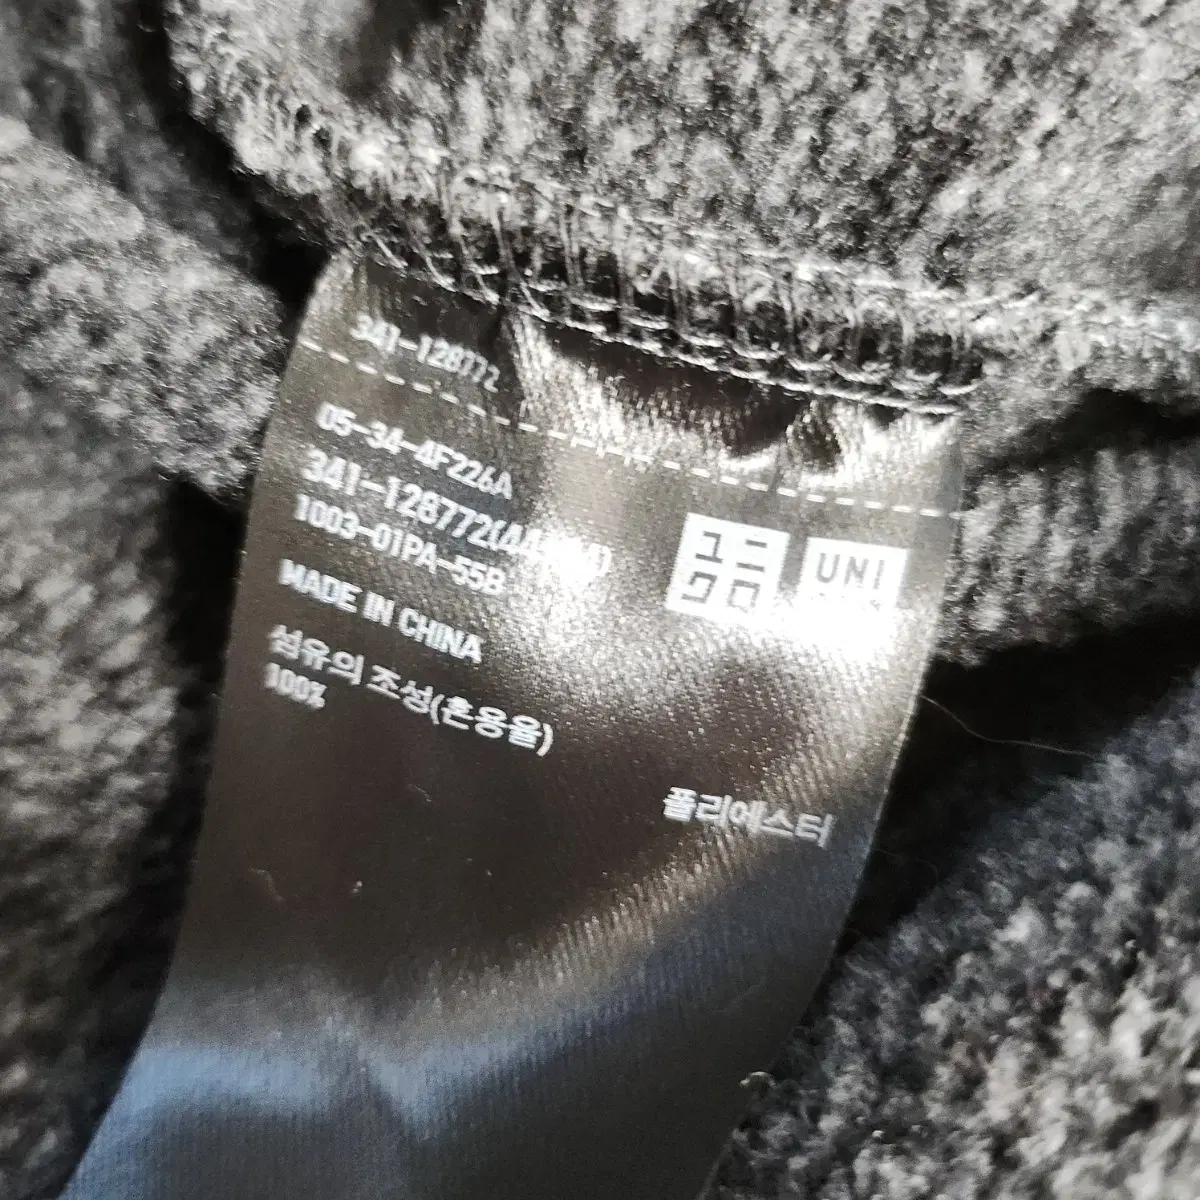 341-128772
05-34-4F226A
341-128772
1003-01PA-55B
MADE IN CHINA
섬유의 조성(혼용율)
100%
폴리에스터
ユニ
クロ
UNI